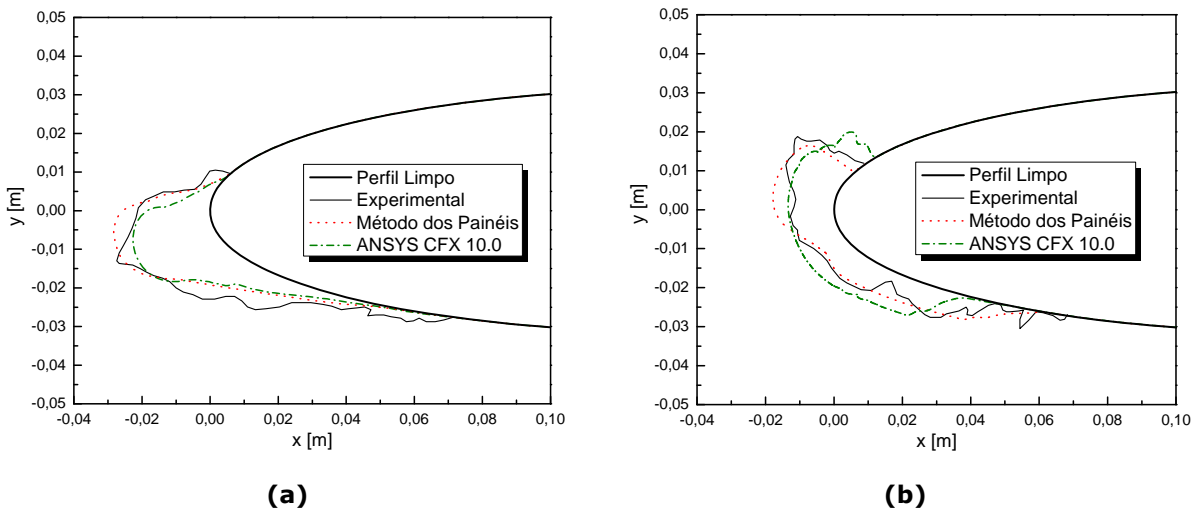 0,05
0,04
0,03
0,02
0,01
0,00
-0,01
-0,02
-0,03
-0,04
-0,05
y [m]
-0,04 -0,02 0,00 0,02 0,04 0,06 0,08 0,10
x [m]
Perfil Limpo
Experimental
Método dos Painéis
ANSYS CFX 10.0
(a)
0,05
0,04
0,03
0,02
0,01
0,00
-0,01
-0,02
-0,03
-0,04
-0,05
y [m]
-0,04 -0,02 0,00 0,02 0,04 0,06 0,08 0,10
x [m]
Perfil Limpo
Experimental
Método dos Painéis
ANSYS CFX 10.0
(b)